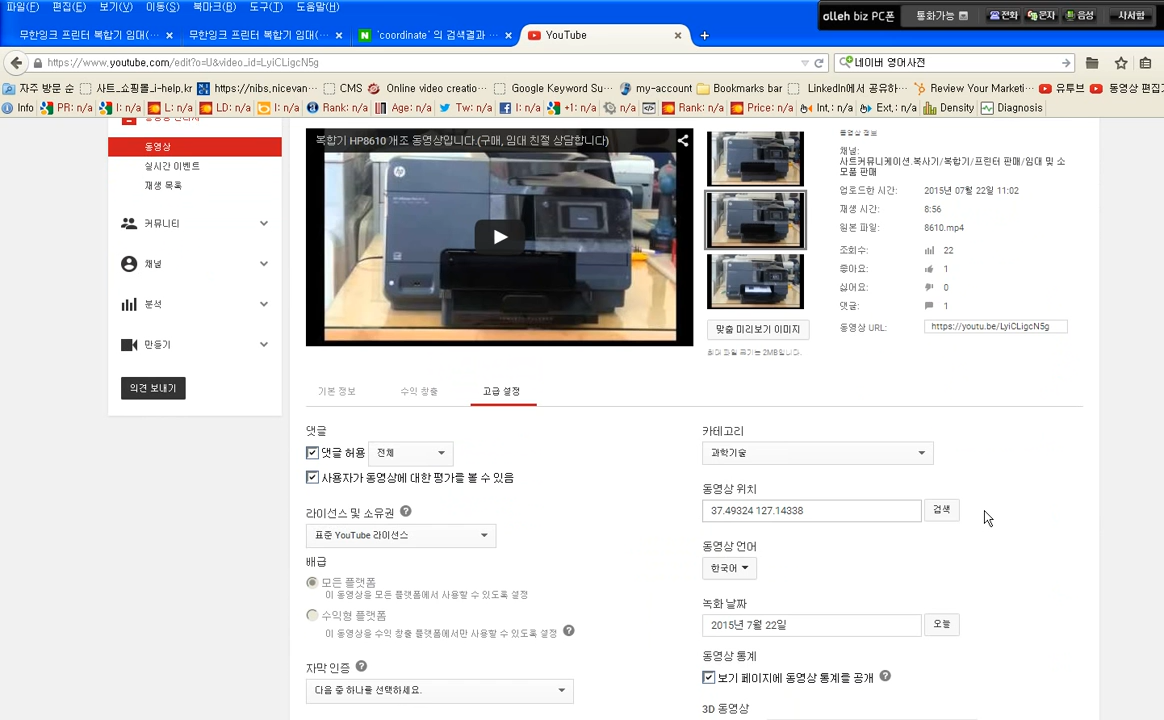 파일(F) 편집(E) 보기(V) 이동(S) 북마크(B) 도구(T) 도움말(H)
olleh biz PC폰 통화가능 전화 문자 음성 사서함
무한잉크 프린터 복합기 임대(… 무한잉크 프린터 복합기 임대(… 'coordinate' 의 검색결과 … YouTube
https://www.youtube.com/edit?o=U&video_id=LyiCLigcN5g
네이버 영어사전
자주 방문 순 사트_쇼핑몰_i-help,kr https://nibs,nicevan… CMS Online video creatio… Google Keyword Su… my-account Bookmarks bar LinkedIn에서 공유하… Review Your Marketi… 유투브 동영상 편집기
Info PR: n/a I: n/a L: n/a LD: n/a I: n/a Rank: n/a Age: n/a Tw: n/a I: n/a +1: n/a n/a Rank: n/a Price: n/a Int,: n/a Ext,: n/a Density Diagnosis
동영상
실시간 이벤트
재생 목록
커뮤니티
채널
분석
만들기
의견 보내기
복합기 HP8610 개조 동영상입니다.(구매, 임대 친절 상담합니다)
맞춤 미리보기 이미지
최대 파일 크기는 2MB입니다.
동영상 정보
채널:
사트커뮤니케이션.복사기/복합기/프린터 판매/임대 및 소
모품 판매
업로드한 시간: 2015년 07월 22일 11:02
재생 시간: 8:56
원본 파일: 8610.mp4
조회수: 22
좋아요: 1
싫어요: 0
댓글: 1
동영상 URL: https://youtu.be/LyiCLigcN5g
기본 정보 수익 창출 고급 설정
댓글
댓글 허용 전체
사용자가 동영상에 대한 평가를 볼 수 있음
라이선스 및 소유권
표준 YouTube 라이선스
배급
모든 플랫폼
이 동영상을 모든 플랫폼에서 사용할 수 있도록 설정
수익형 플랫폼
이 동영상을 수익 창출 플랫폼에서만 사용할 수 있도록 설정
자막 인증
다음 중 하나를 선택하세요.
카테고리
과학기술
동영상 위치
37.49324 127.14338 검색
동영상 언어
한국어
녹화 날짜
2015년 7월 22일 오늘
동영상 통계
보기 페이지에 동영상 통계를 공개
3D 동영상